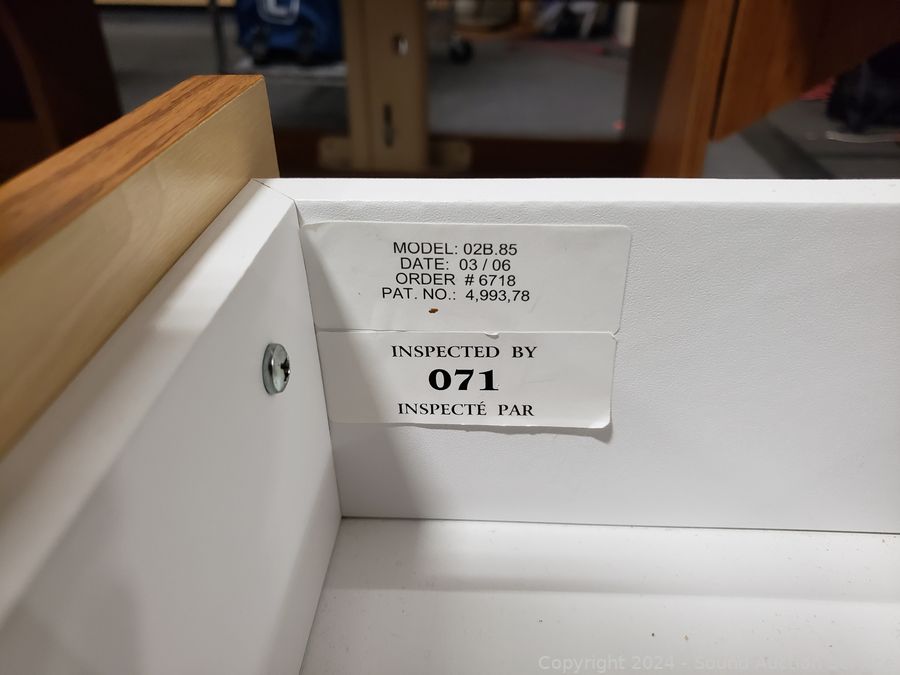 MODEL: 02B.85
DATE: 03 / 06
ORDER # 6718
PAT. NO.: 4,993,78
INSPECTED BY
071
INSPECTÉ PAR
Copyright 2024 - Sound Auction Service